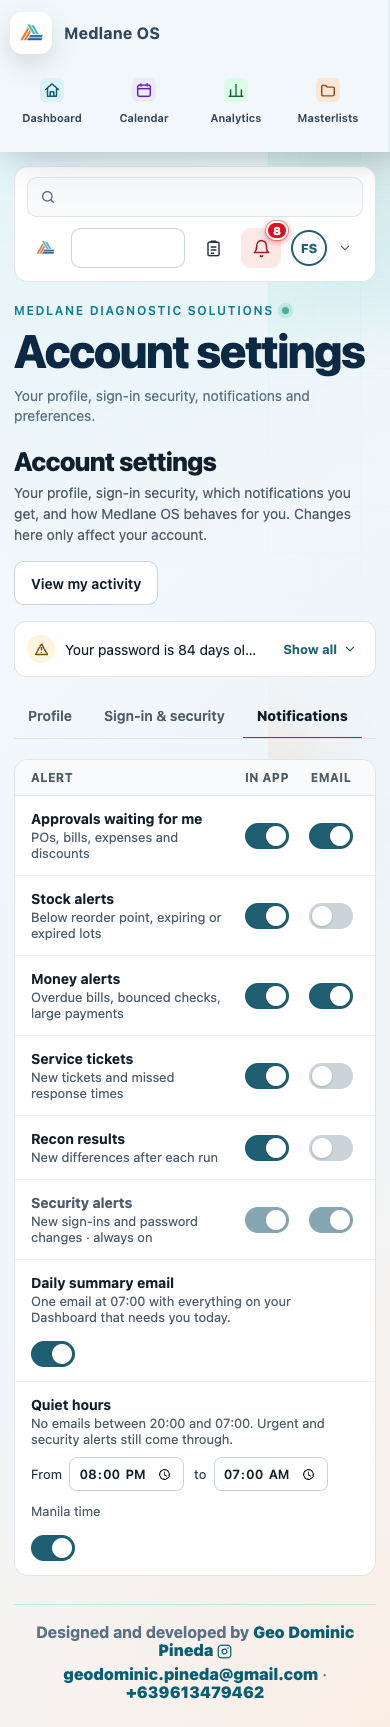 Medlane OS
Dashboard
Calendar
Analytics
Masterlists
8
FS
MEDLANE DIAGNOSTIC SOLUTIONS
Account settings
Your profile, sign-in security, notifications and
preferences.
Account settings
Your profile, sign-in security, which notifications you
get, and how Medlane OS behaves for you. Changes
here only affect your account.
View my activity
Your password is 84 days ol...
Show all
Profile
Sign-in & security
Notifications
ALERT
IN APP
EMAIL
Approvals waiting for me
POs, bills, expenses and
discounts
Stock alerts
Below reorder point, expiring or
expired lots
Money alerts
Overdue bills, bounced checks,
large payments
Service tickets
New tickets and missed
response times
Recon results
New differences after each run
Security alerts
New sign-ins and password
changes · always on
Daily summary email
One email at 07:00 with everything on your
Dashboard that needs you today.
Quiet hours
No emails between 20:00 and 07:00. Urgent and
security alerts still come through.
From 08:00 PM to 07:00 AM
Manila time
Designed and developed by Geo Dominic
Pineda
geodominic.pineda@gmail.com ·
+639613479462